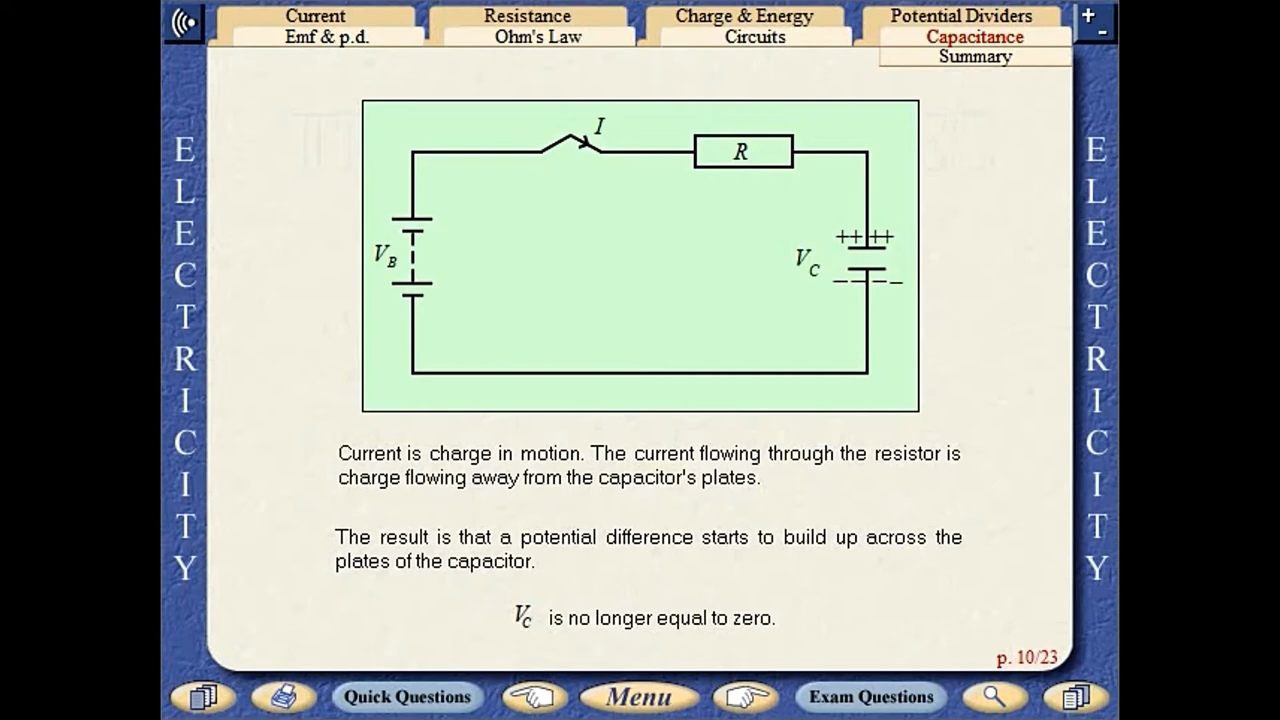 Current
Resistance
Charge & Energy
Potential Dividers
Emf & p.d.
Ohm's Law
Circuits
Capacitance
Summary
ELECTRICITY
ELECTRICITY
I
R
V_B
++ ++
V_C
Current is charge in motion. The current flowing through the resistor is
charge flowing away from the capacitor's plates.
The result is that a potential difference starts to build up across the
plates of the capacitor.
V_C is no longer equal to zero.
p. 10/23
Quick Questions
Menu
Exam Questions